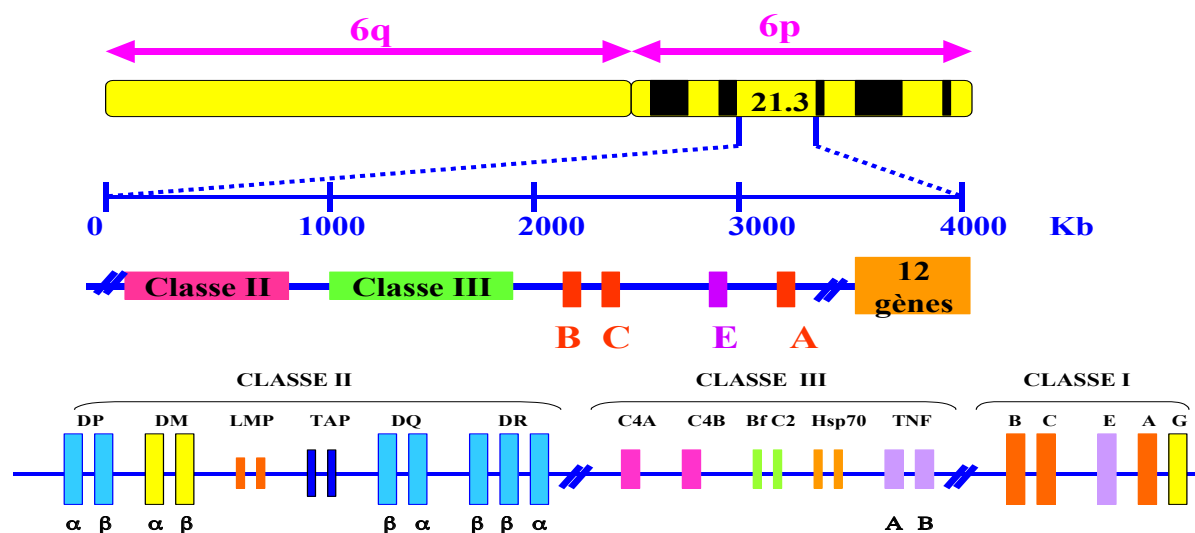 6q 6p
21.3
0 1000 2000 3000 4000 Kb
Classe II Classe III 12
gènes
B C E A
CLASSE II CLASSE III CLASSE I
DP DM LMP TAP DQ DR C4A C4B Bf C2 Hsp70 TNF B C E A G
α β α β β α β β α A B